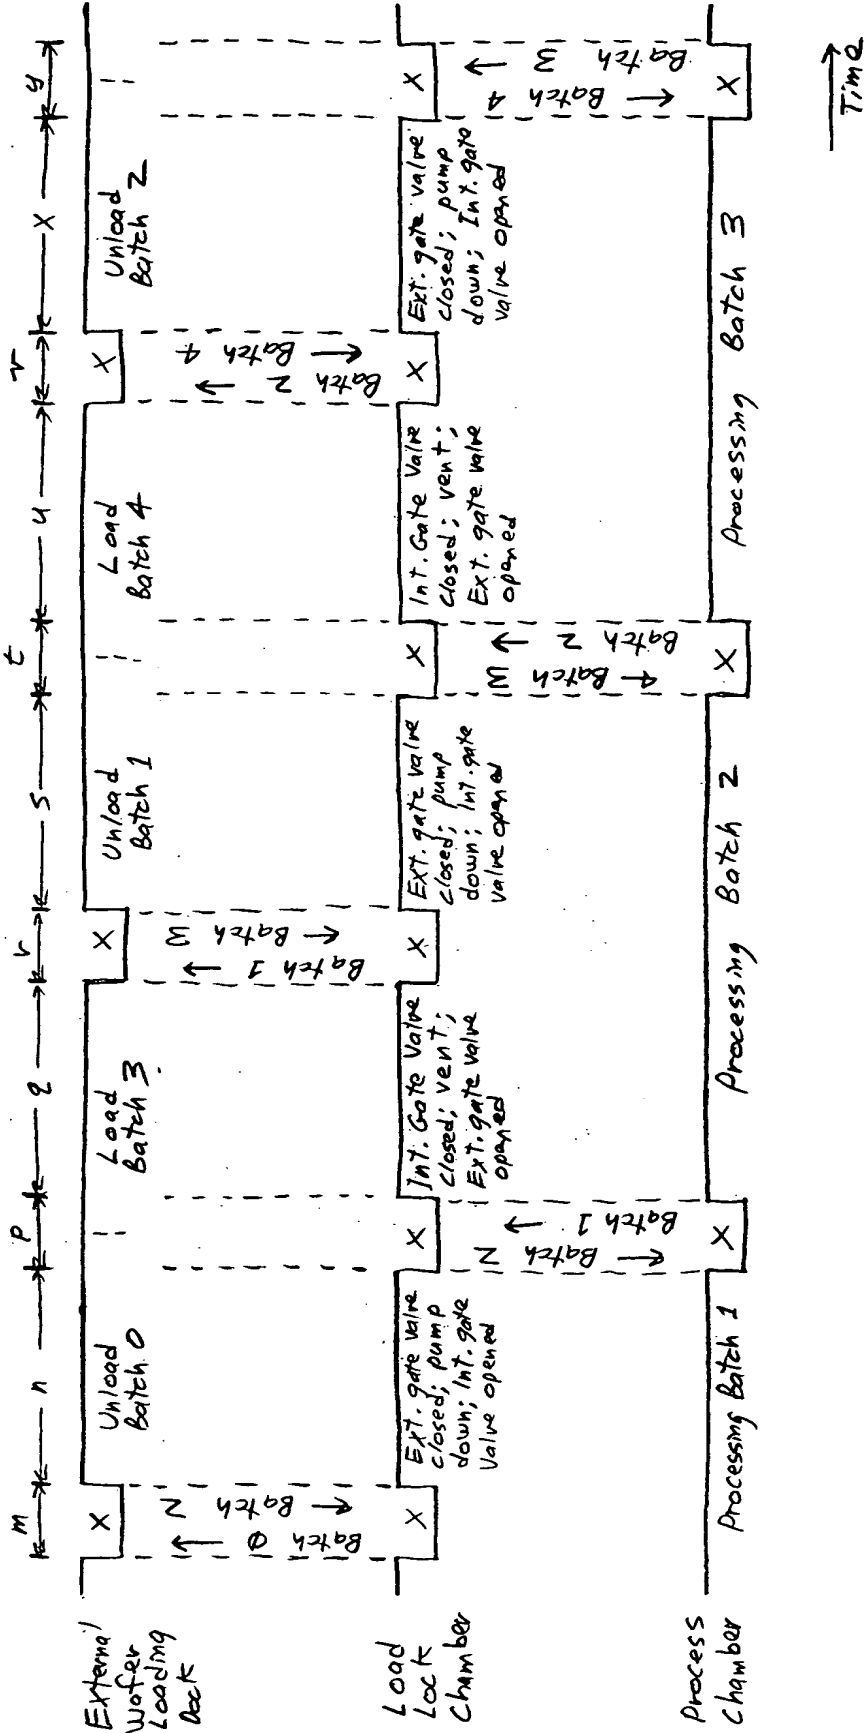 m
n
p
q
r
s
t
u
v
x
y
External
Wafer
Loading
Dock
X
Unload
Batch 0
Load
Batch 3
X
Unload
Batch 1
Load
Batch 4
X
Unload
Batch 2
Batch 0
Batch 2
Batch 1
Batch 3
Batch 2
Batch 4
Load
Lock
Chamber
X
Ext. gate valve
closed; pump
down; Int. gate
valve opened
X
Int. Gate Valve
closed; vent;
Ext. gate valve
opened
X
Ext. gate valve
closed; pump
down; Int. gate
valve opened
X
Int. Gate Valve
closed; vent;
Ext. gate valve
opened
X
Ext. gate valve
closed; pump
down; Int. gate
valve opened
X
Batch 2
Batch 1
Batch 3
Batch 2
Batch 4
Batch 3
Process
Chamber
Processing Batch 1
X
Processing Batch 2
X
Processing Batch 3
X
Time